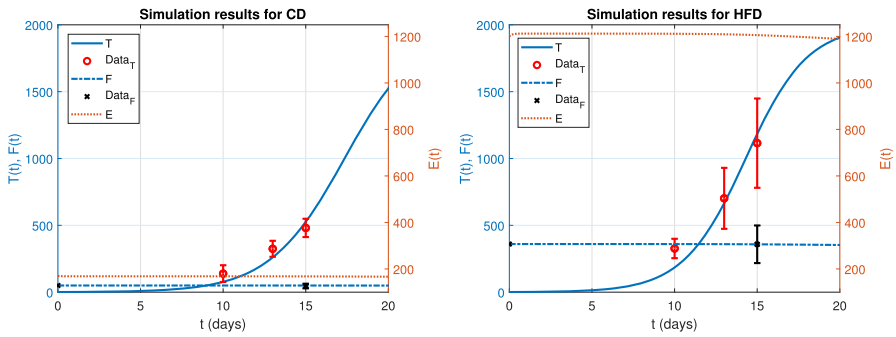 Simulation results for CD
2000
1500
1000
500
0
T(t), F(t)
T
Data_T
F
Data_F
E
1200
1000
800
600
400
200
E(t)
0 5 10 15 20
t (days)
Simulation results for HFD
2000
1500
1000
500
0
T(t), F(t)
T
Data_T
F
Data_F
E
1200
1000
800
600
400
200
E(t)
0 5 10 15 20
t (days)